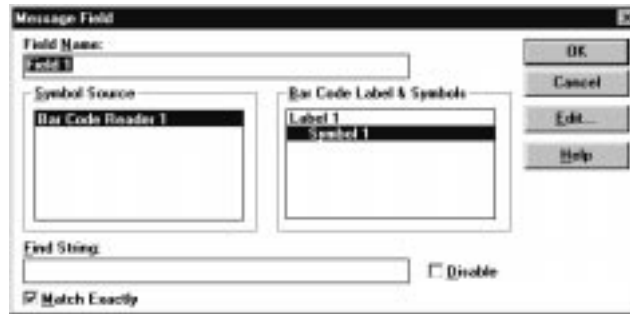 Message Field
Field Name:
Field 1
OK
Cancel
Edit...
Help
Symbol Source
Bar Code Reader 1
Bar Code Label & Symbols
Label 1
Symbol 1
Find String:
Disable
Match Exactly